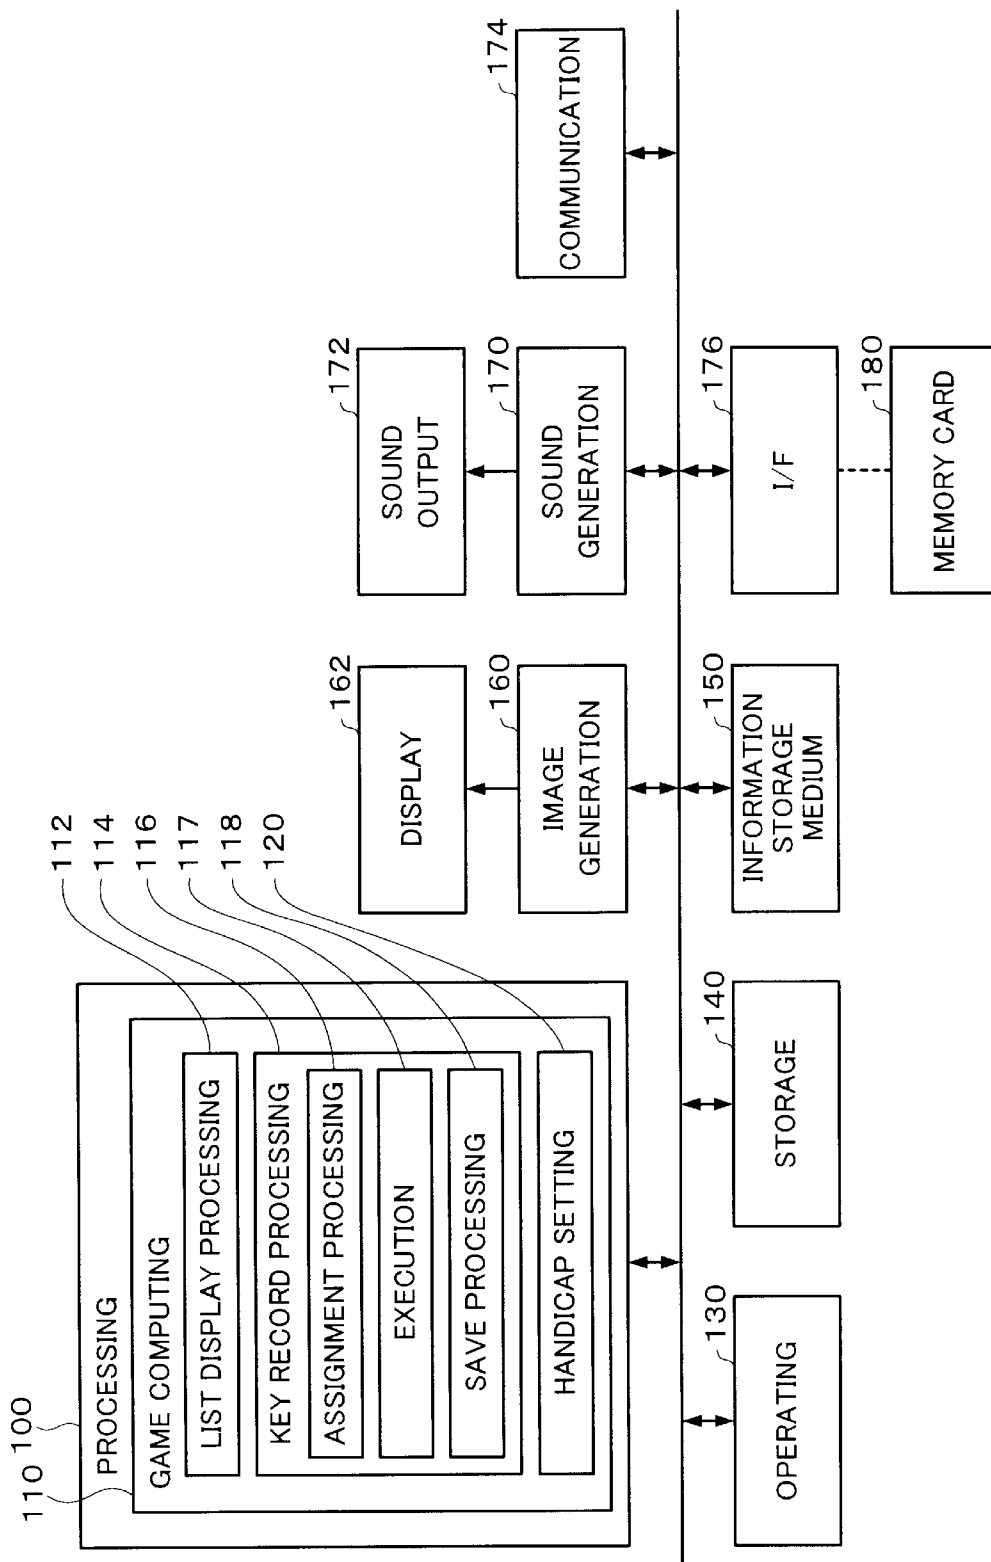 100
PROCESSING
110
GAME COMPUTING
LIST DISPLAY PROCESSING
112
KEY RECORD PROCESSING
114
ASSIGNMENT PROCESSING
116
EXECUTION
117
SAVE PROCESSING
118
HANDICAP SETTING
120
162
DISPLAY
160
IMAGE
GENERATION
172
SOUND
OUTPUT
170
SOUND
GENERATION
174
COMMUNICATION
130
OPERATING
140
STORAGE
150
INFORMATION
STORAGE
MEDIUM
176
I/F
180
MEMORY CARD